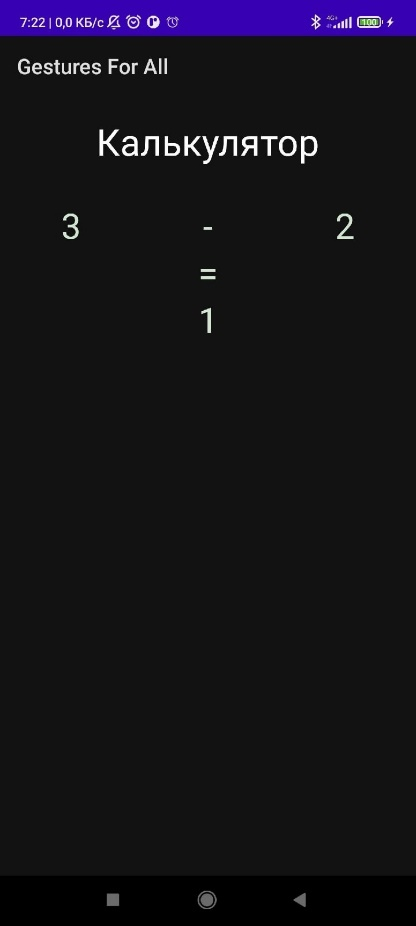 7:22 | 0,0 КБ/с
100
Gestures For All
Калькулятор
3 - 2
=
1